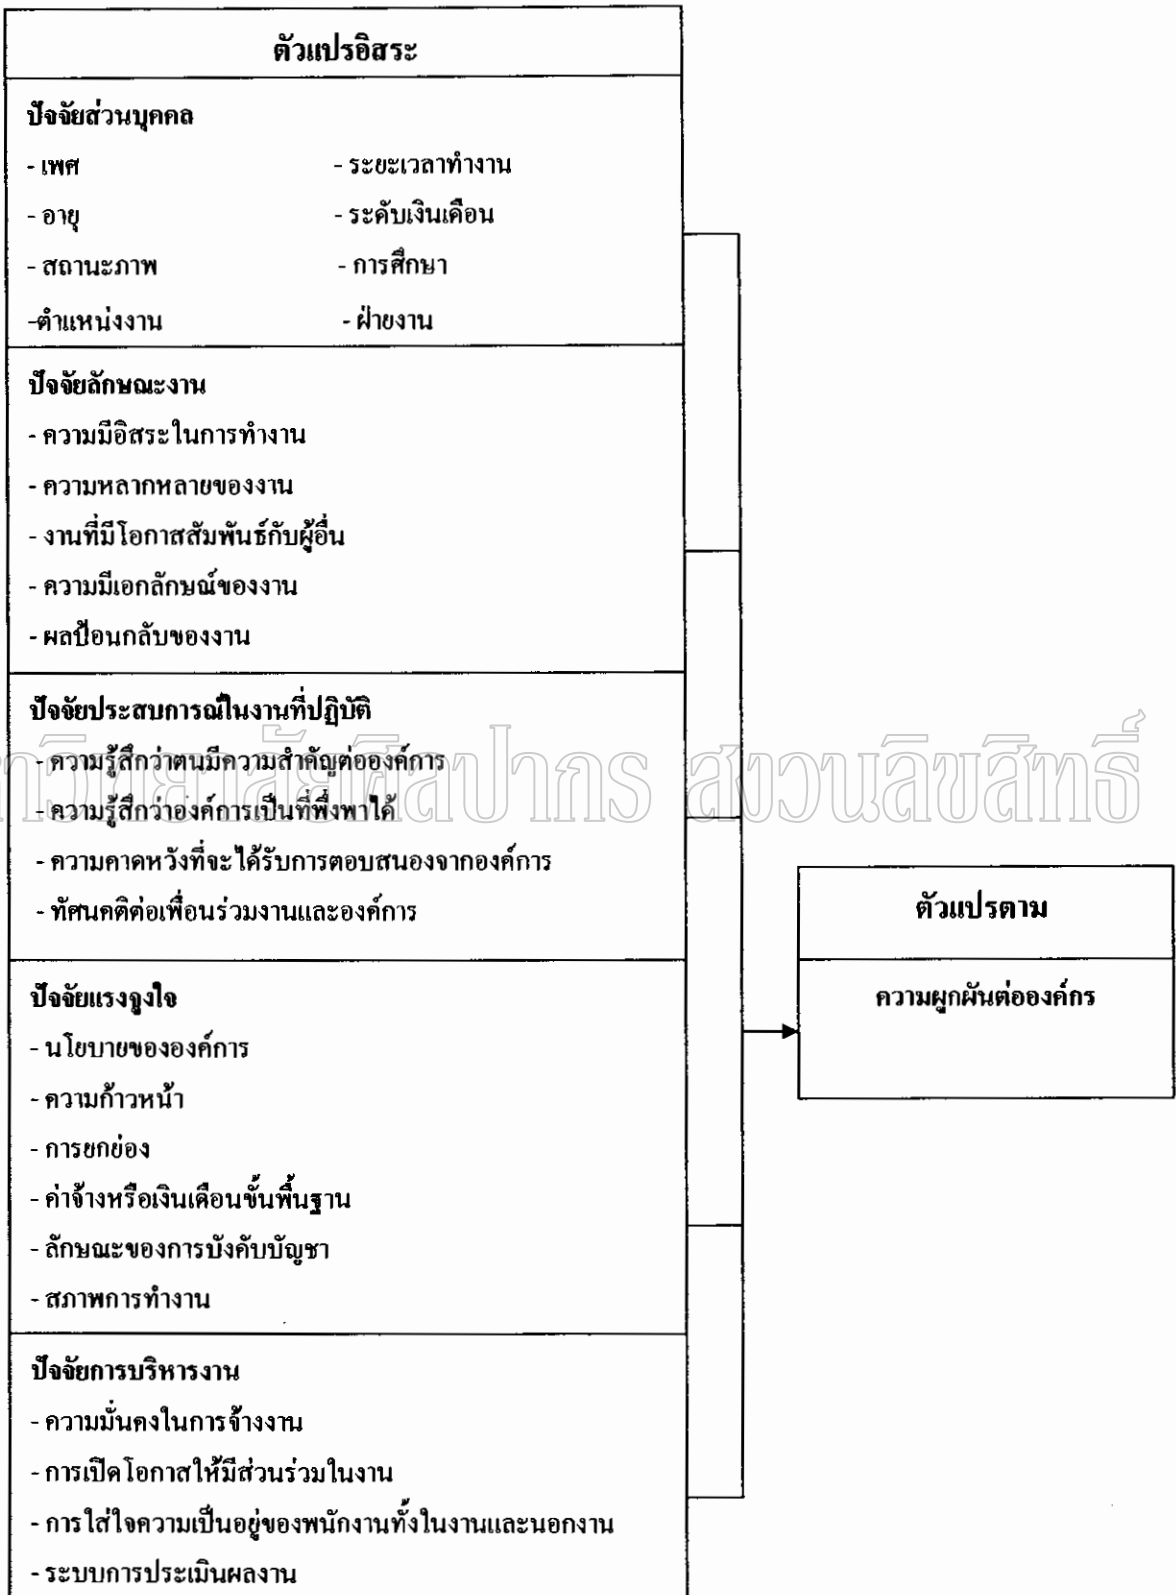 ตัวแปรอิสระ
ปัจจัยส่วนบุคคล
- เพศ - ระยะเวลาทำงาน
- อายุ - ระดับเงินเดือน
- สถานะภาพ - การศึกษา
-ตำแหน่งงาน - ฝ่ายงาน
ปัจจัยลักษณะงาน
- ความมีอิสระในการทำงาน
- ความหลากหลายของงาน
- งานที่มีโอกาสสัมพันธ์กับผู้อื่น
- ความมีเอกลักษณ์ของงาน
- ผลป้อนกลับของงาน
ปัจจัยประสบการณ์ในงานที่ปฏิบัติ
- ความรู้สึกว่าตนมีความสำคัญต่อองค์การ
- ความรู้สึกว่าองค์การเป็นที่พึ่งพาได้
- ความคาดหวังที่จะได้รับการตอบสนองจากองค์การ
- ทัศนคติต่อเพื่อนร่วมงานและองค์การ
ปัจจัยแรงจูงใจ
- นโยบายขององค์การ
- ความก้าวหน้า
- การยกย่อง
- ค่าจ้างหรือเงินเดือนขั้นพื้นฐาน
- ลักษณะของการบังคับบัญชา
- สภาพการทำงาน
ปัจจัยการบริหารงาน
- ความมั่นคงในการจ้างงาน
- การเปิดโอกาสให้มีส่วนร่วมในงาน
- การใส่ใจความเป็นอยู่ของพนักงานทั้งในงานและนอกงาน
- ระบบการประเมินผลงาน
ตัวแปรตาม
ความผูกผันต่อองค์กร
าวิทยาลัยศิลปากร สงวนลิขสิทธิ์